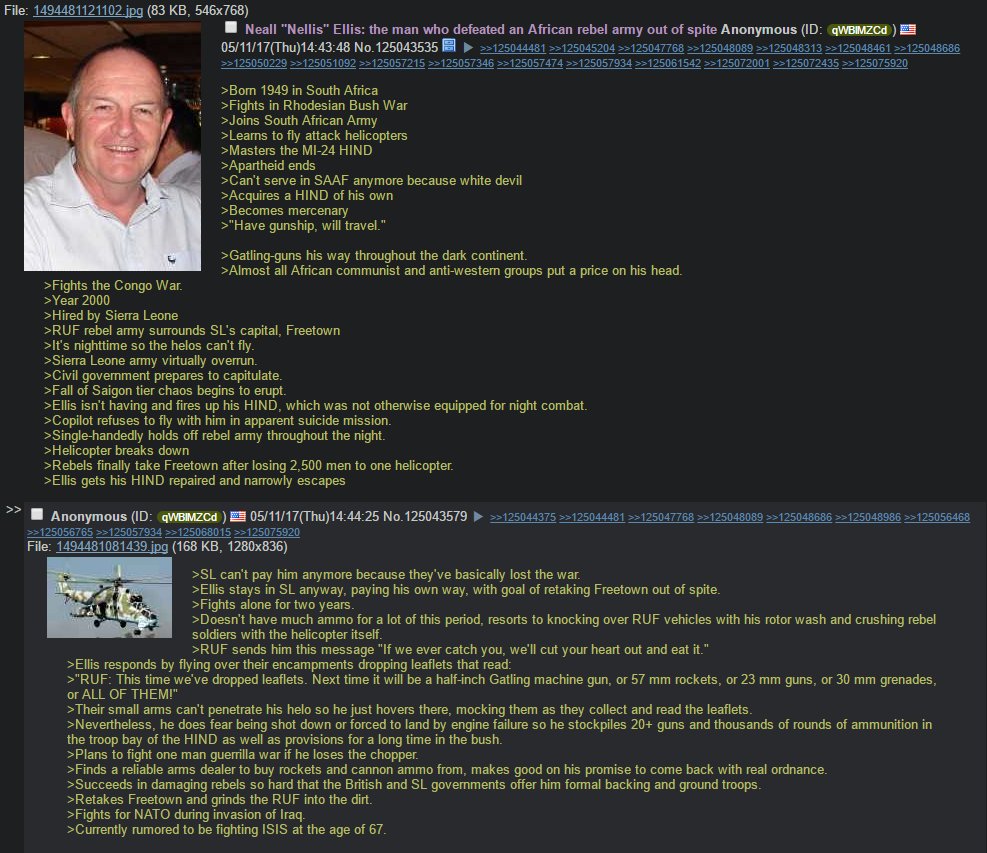 File: 1494481121102.jpg (83 KB, 546x768)
Neall "Nellis" Ellis: the man who defeated an African rebel army out of spite Anonymous (ID: qWBlMZCd)
05/11/17(Thu)14:43:48 No.125043535 >>125044481 >>125045204 >>125047768 >>125048089 >>125048313 >>125048461 >>125048686
>>125050229 >>125051092 >>125057215 >>125057346 >>125057474 >>125057934 >>125061542 >>125072001 >>125072435 >>125075920
>Born 1949 in South Africa
>Fights in Rhodesian Bush War
>Joins South African Army
>Learns to fly attack helicopters
>Masters the MI-24 HIND
>Apartheid ends
>Can't serve in SAAF anymore because white devil
>Acquires a HIND of his own
>Becomes mercenary
>"Have gunship, will travel."
>Gatling-guns his way throughout the dark continent.
>Almost all African communist and anti-western groups put a price on his head.
>Fights the Congo War.
>Year 2000
>Hired by Sierra Leone
>RUF rebel army surrounds SL's capital, Freetown
>It's nighttime so the helos can't fly.
>Sierra Leone army virtually overrun.
>Civil government prepares to capitulate.
>Fall of Saigon tier chaos begins to erupt.
>Ellis isn't having and fires up his HIND, which was not otherwise equipped for night combat.
>Copilot refuses to fly with him in apparent suicide mission.
>Single-handedly holds off rebel army throughout the night.
>Helicopter breaks down
>Rebels finally take Freetown after losing 2,500 men to one helicopter.
>Ellis gets his HIND repaired and narrowly escapes
>> Anonymous (ID: qWBlMZCd) 05/11/17(Thu)14:44:25 No.125043579 >>125044375 >>125044481 >>125047768 >>125048089 >>125048686 >>125048986 >>125056468
>>125056765 >>125057934 >>125068015 >>125075920
File: 1494481081439.jpg (168 KB, 1280x836)
>SL can't pay him anymore because they've basically lost the war.
>Ellis stays in SL anyway, paying his own way, with goal of retaking Freetown out of spite.
>Fights alone for two years.
>Doesn't have much ammo for a lot of this period, resorts to knocking over RUF vehicles with his rotor wash and crushing rebel
soldiers with the helicopter itself.
>RUF sends him this message "If we ever catch you, we'll cut your heart out and eat it."
>Ellis responds by flying over their encampments dropping leaflets that read:
>"RUF: This time we've dropped leaflets. Next time it will be a half-inch Gatling machine gun, or 57 mm rockets, or 23 mm guns, or 30 mm grenades,
or ALL OF THEM!"
>Their small arms can't penetrate his helo so he just hovers there, mocking them as they collect and read the leaflets.
>Nevertheless, he does fear being shot down or forced to land by engine failure so he stockpiles 20+ guns and thousands of rounds of ammunition in
the troop bay of the HIND as well as provisions for a long time in the bush.
>Plans to fight one man guerrilla war if he loses the chopper.
>Finds a reliable arms dealer to buy rockets and cannon ammo from, makes good on his promise to come back with real ordnance.
>Succeeds in damaging rebels so hard that the British and SL governments offer him formal backing and ground troops.
>Retakes Freetown and grinds the RUF into the dirt.
>Fights for NATO during invasion of Iraq.
>Currently rumored to be fighting ISIS at the age of 67.